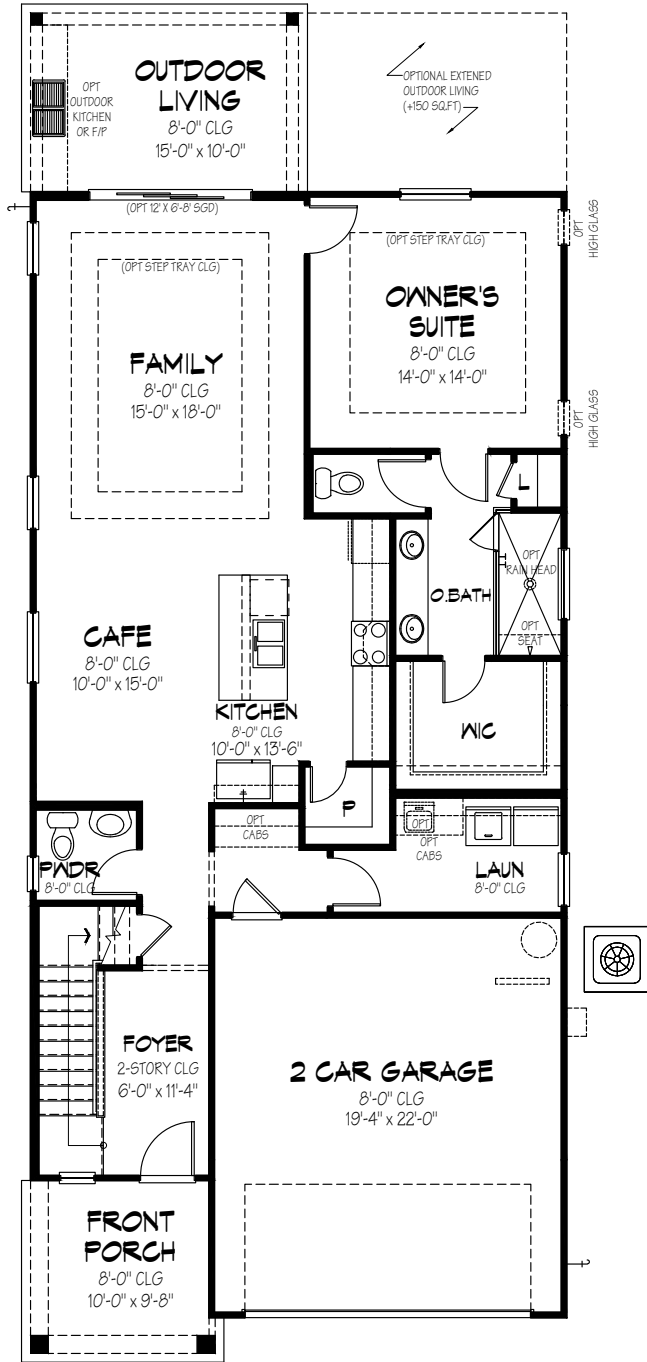 OUTDOOR
LIVING
8'-0" CLG
15'-0" x 10'-0"
OPT
OUTDOOR
KITCHEN
OR F/P
OPTIONAL EXTENED
OUTDOOR LIVING
(+150 SQ.FT)
(OPT 12' X 6'-8' SGD)
(OPT STEP TRAY CLG)
(OPT STEP TRAY CLG)
OPT
HIGH GLASS
OWNER'S
SUITE
8'-0" CLG
14'-0" x 14'-0"
FAMILY
8'-0" CLG
15'-0" x 18'-0"
OPT
HIGH GLASS
L
OPT
RAIN HEAD
O.BATH
OPT
SEAT
CAFE
8'-0" CLG
10'-0" x 15'-0"
KITCHEN
8'-0" CLG
10'-0" x 13'-6"
WIC
P
OPT
CABS
OPT
OPT
CABS
LAUN
8'-0" CLG
PWDR
8'-0" CLG
FOYER
2-STORY CLG
6'-0" x 11'-4"
2 CAR GARAGE
8'-0" CLG
19'-4" x 22'-0"
FRONT
PORCH
8'-0" CLG
10'-0" x 9'-8"